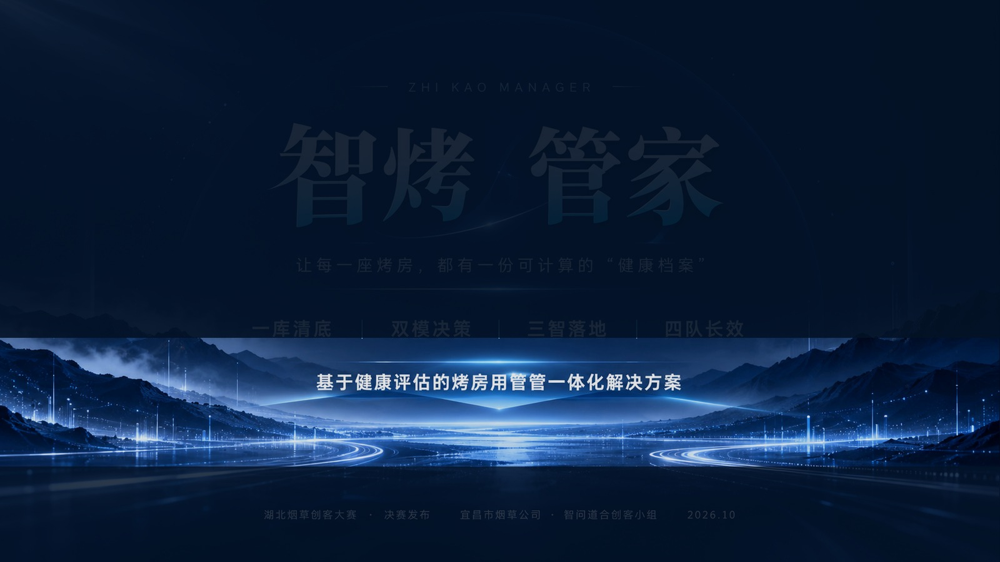 ZHI KAO MANAGER
智烤 管家
让每一座烤房，都有一份可计算的“健康档案”
一库清底 双模决策 三智落地 四队长效
基于健康评估的烤房用管管一体化解决方案
湖北烟草创客大赛 · 决赛发布 宜昌市烟草公司 · 智问道合创客小组 2026.10